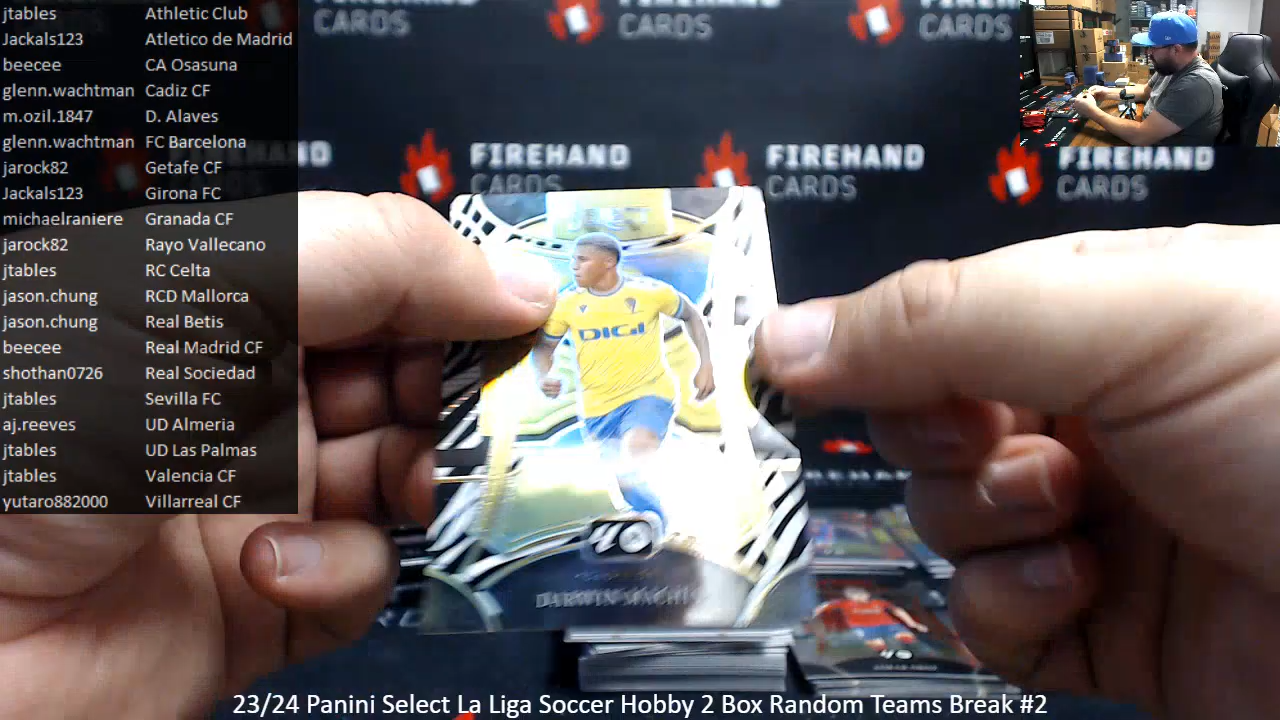 jtables Athletic Club
Jackals123 Atletico de Madrid
beecee CA Osasuna
glenn.wachtman Cadiz CF
m.ozil.1847 D. Alaves
glenn.wachtman FC Barcelona
jarock82 Getafe CF
Jackals123 Girona FC
michaelraniere Granada CF
jarock82 Rayo Vallecano
jtables RC Celta
jason.chung RCD Mallorca
jason.chung Real Betis
beecee Real Madrid CF
shothan0726 Real Sociedad
jtables Sevilla FC
aj.reeves UD Almeria
jtables UD Las Palmas
jtables Valencia CF
yutaro882000 Villarreal CF
CARDS
CARDS
CARDS
FIREHAND
CARDS
FIREHAND
CARDS
FIREHAND
CARDS
DIGI
DARWIN MACHIS
23/24 Panini Select La Liga Soccer Hobby 2 Box Random Teams Break #2